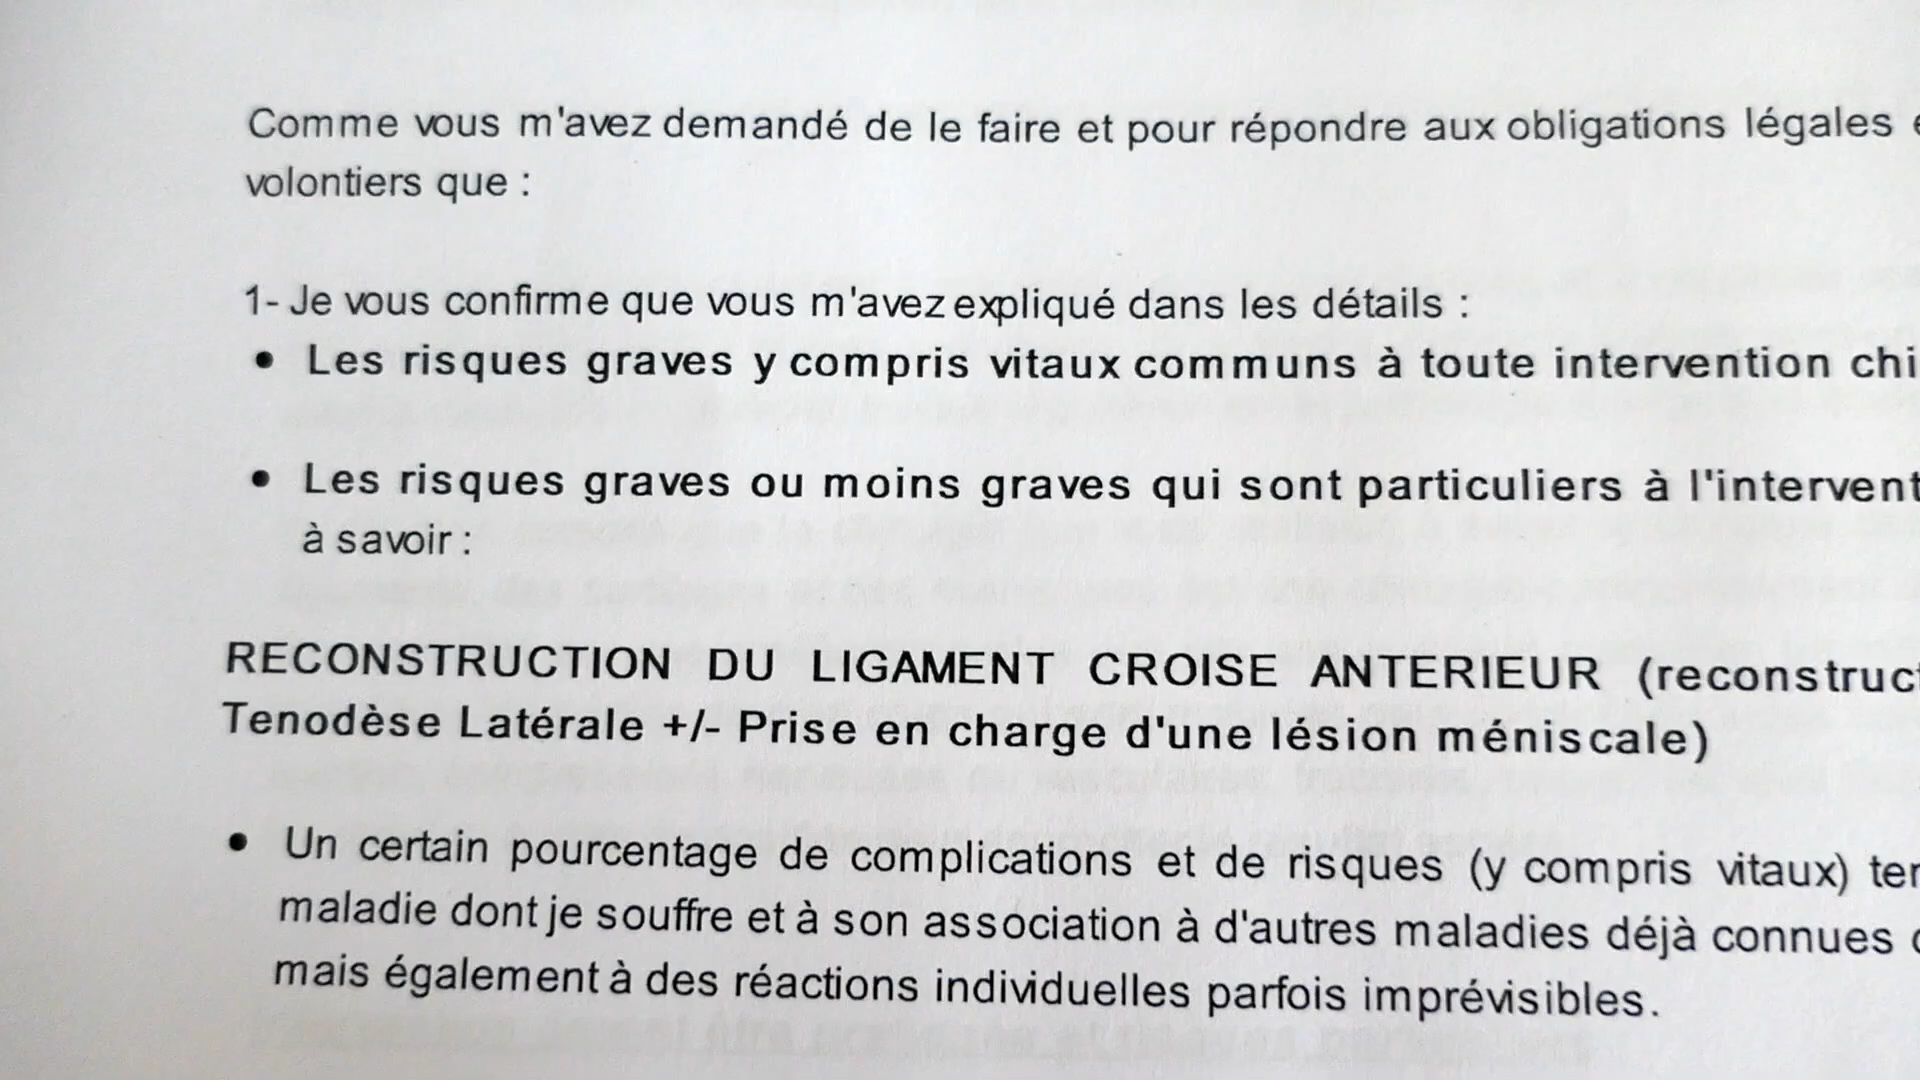 Comme vous m'avez demandé de le faire et pour répondre aux obligations légales
volontiers que :
1- Je vous confirme que vous m'avez expliqué dans les détails :
• Les risques graves y compris vitaux communs à toute intervention chi
• Les risques graves ou moins graves qui sont particuliers à l'intervent
à savoir :
RECONSTRUCTION DU LIGAMENT CROISE ANTERIEUR (reconstruct
Tenodèse Latérale +/- Prise en charge d'une lésion méniscale)
• Un certain pourcentage de complications et de risques (y compris vitaux) ten
maladie dont je souffre et à son association à d'autres maladies déjà connues
mais également à des réactions individuelles parfois imprévisibles.